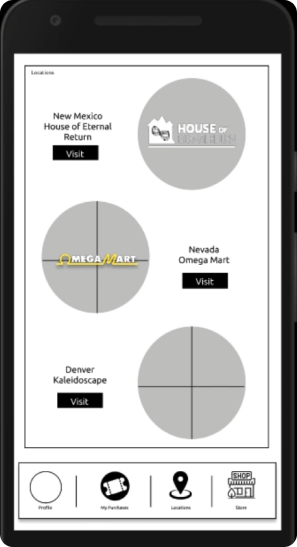 Locations
New Mexico
House of Eternal
Return
Visit
HOUSE OF
OMEGA MART
Nevada
Omega Mart
Visit
Denver
Kaleidoscape
Visit
SHOP
Profile
My Purchases
Locations
Store